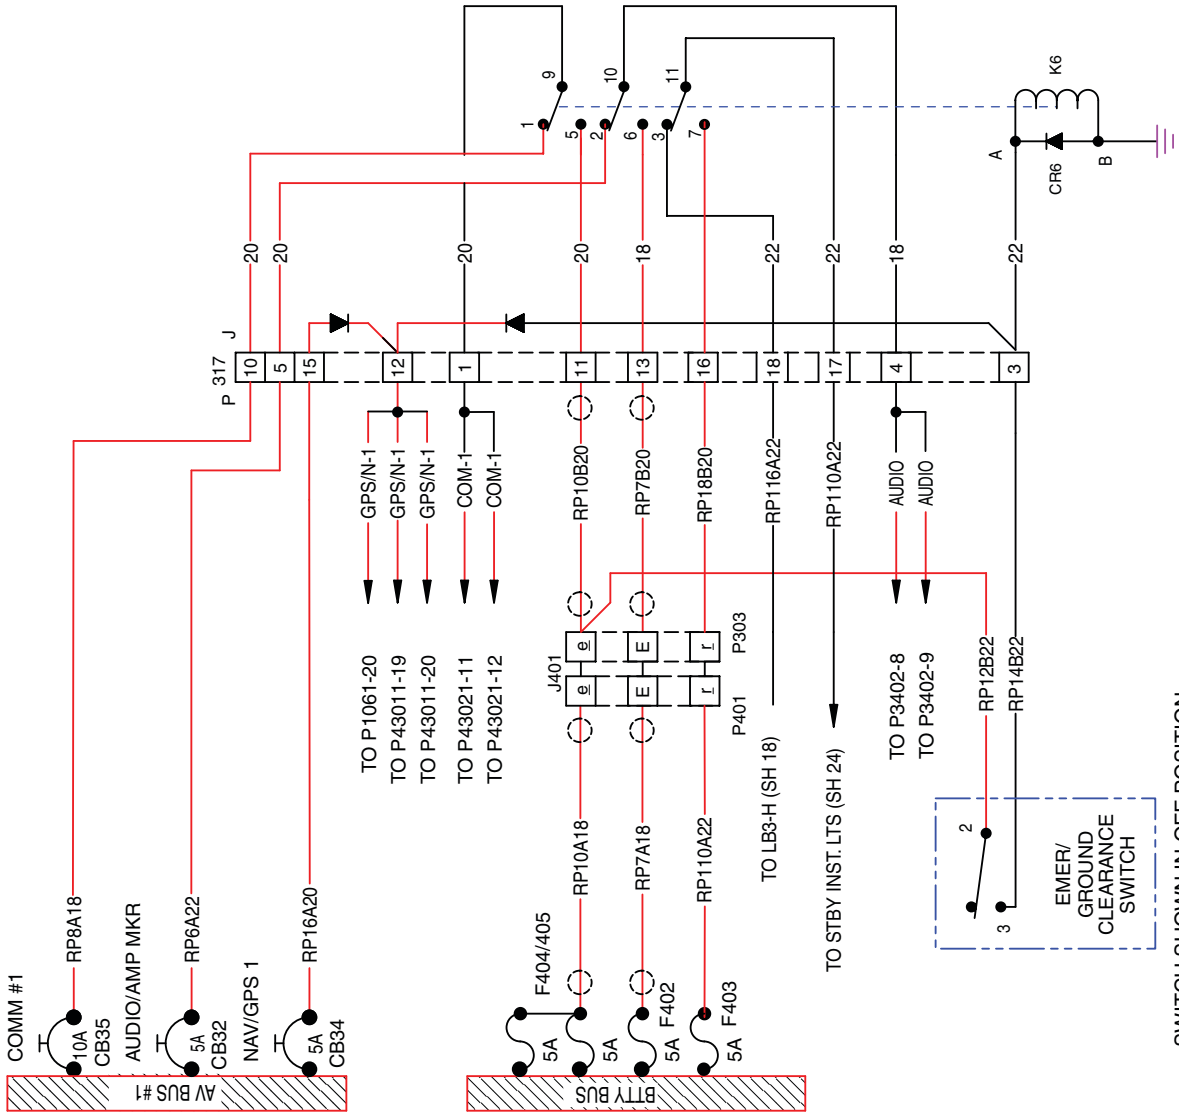 COMM #1
10A
CB35
RP8A18
AUDIO/AMP MKR
5A
CB32
RP6A22
NAV/GPS 1
5A
CB34
RP16A20
AV BUS #1
P
317
J
10
5
15
12
1
11
13
16
18
17
4
3
20
20
20
20
18
22
22
18
22
GPS/N-1
GPS/N-1
GPS/N-1
COM-1
COM-1
TO P1061-20
TO P43011-19
TO P43011-20
TO P43021-11
TO P43021-12
1
9
5
2
10
6
3
11
7
K6
A
CR6
B
BTTY BUS
5A
F404/405
5A
5A
F402
5A
F403
RP10A18
RP7A18
RP110A22
J401
e
e
E
E
r
r
P401
P303
RP10B20
RP7B20
RP18B20
RP116A22
RP110A22
AUDIO
AUDIO
TO LB3-H (SH 18)
TO STBY INST. LTS (SH 24)
TO P3402-8
TO P3402-9
RP12B22
RP14B22
2
3
EMER/
GROUND
CLEARANCE
SWITCH
SWITCH SHOWN IN OFF POSITION